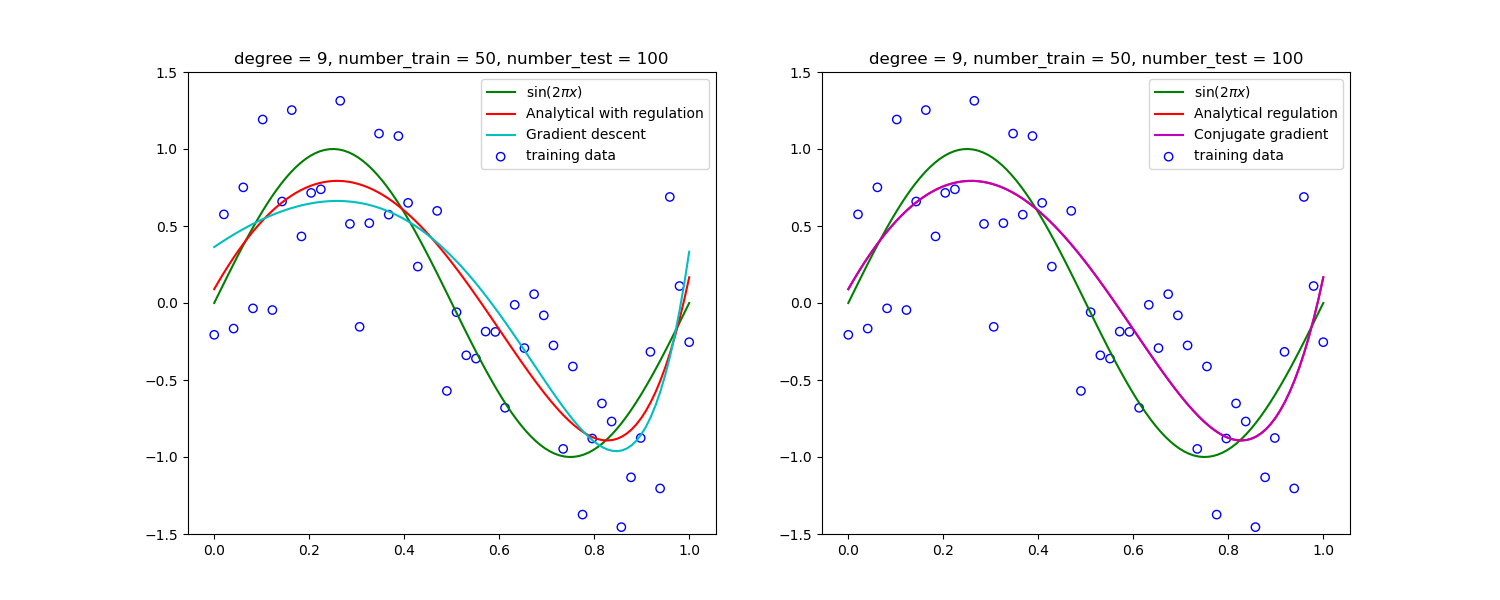 degree = 9, number_train = 50, number_test = 100
1.5
1.0
0.5
0.0
−0.5
−1.0
−1.5
0.0 0.2 0.4 0.6 0.8 1.0
sin(2πx)
Analytical with regulation
Gradient descent
training data
degree = 9, number_train = 50, number_test = 100
1.5
1.0
0.5
0.0
−0.5
−1.0
−1.5
0.0 0.2 0.4 0.6 0.8 1.0
sin(2πx)
Analytical regulation
Conjugate gradient
training data